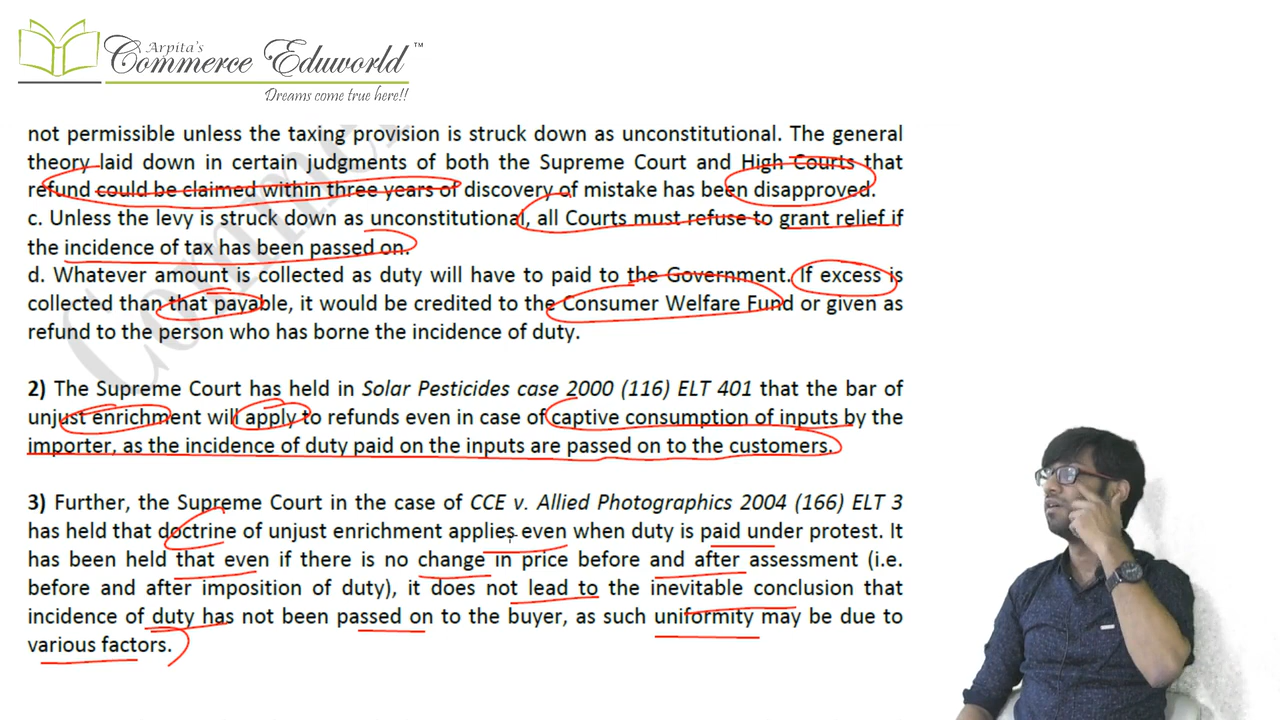 Arpita's
Commerce Eduworld™
Dreams come true here!!
not permissible unless the taxing provision is struck down as unconstitutional. The general
theory laid down in certain judgments of both the Supreme Court and High Courts that
refund could be claimed within three years of discovery of mistake has been disapproved.
c. Unless the levy is struck down as unconstitutional, all Courts must refuse to grant relief if
the incidence of tax has been passed on.
d. Whatever amount is collected as duty will have to paid to the Government. If excess is
collected than that payable, it would be credited to the Consumer Welfare Fund or given as
refund to the person who has borne the incidence of duty.
2) The Supreme Court has held in Solar Pesticides case 2000 (116) ELT 401 that the bar of
unjust enrichment will apply to refunds even in case of captive consumption of inputs by the
importer, as the incidence of duty paid on the inputs are passed on to the customers.
3) Further, the Supreme Court in the case of CCE v. Allied Photographics 2004 (166) ELT 3
has held that doctrine of unjust enrichment applies even when duty is paid under protest. It
has been held that even if there is no change in price before and after assessment (i.e.
before and after imposition of duty), it does not lead to the inevitable conclusion that
incidence of duty has not been passed on to the buyer, as such uniformity may be due to
various factors.